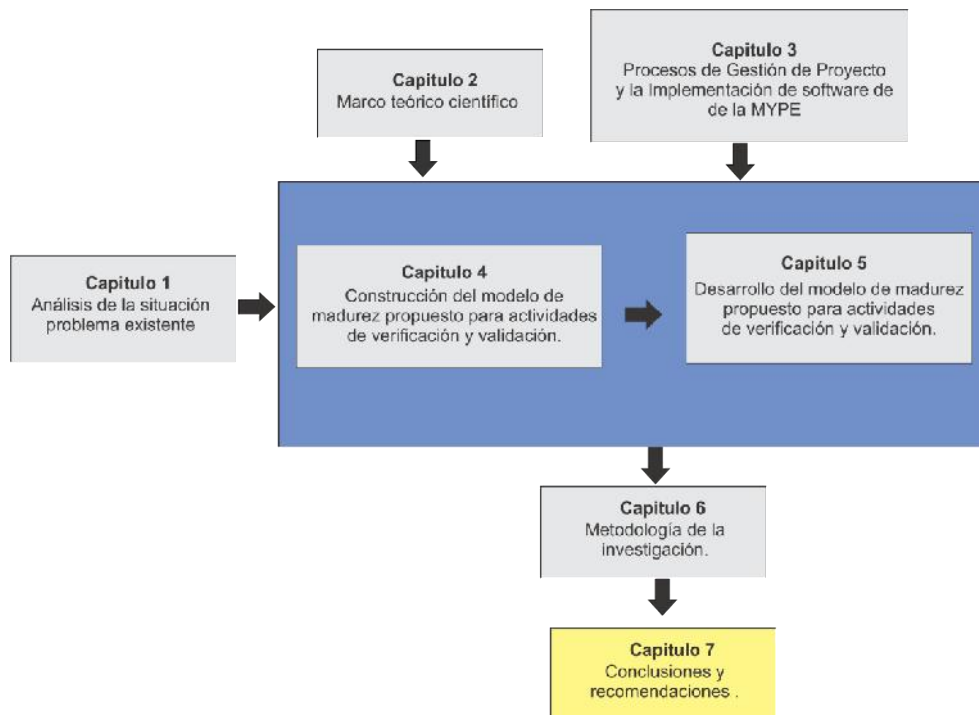 Capitulo 2
Marco teórico científico
Capitulo 3
Procesos de Gestión de Proyecto
y la Implementación de software de
de la MYPE
Capitulo 1
Análisis de la situación
problema existente
Capitulo 4
Construcción del modelo de
madurez propuesto para actividades
de verificación y validación.
Capitulo 5
Desarrollo del modelo de madurez
propuesto para actividades
de verificación y validación.
Capitulo 6
Metodología de la
investigación.
Capitulo 7
Conclusiones y
recomendaciones .